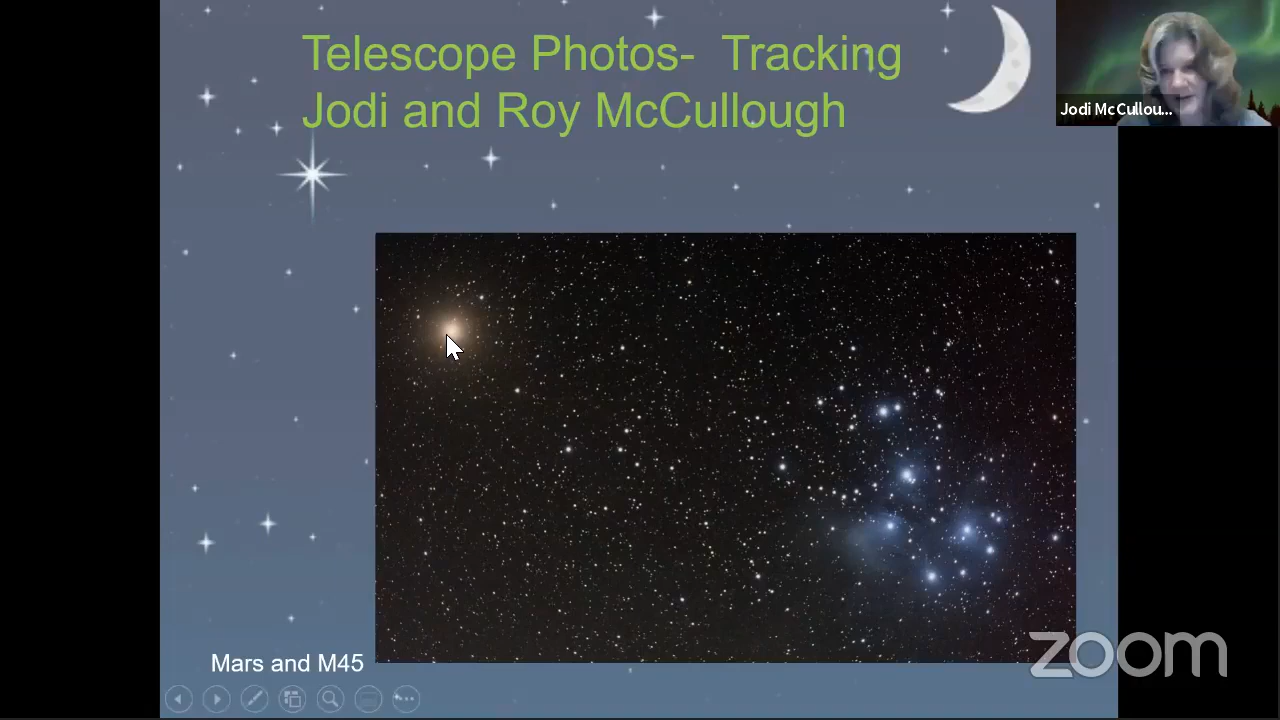 Telescope Photos- Tracking
Jodi and Roy McCullough
Jodi McCullou...
Mars and M45
zoom